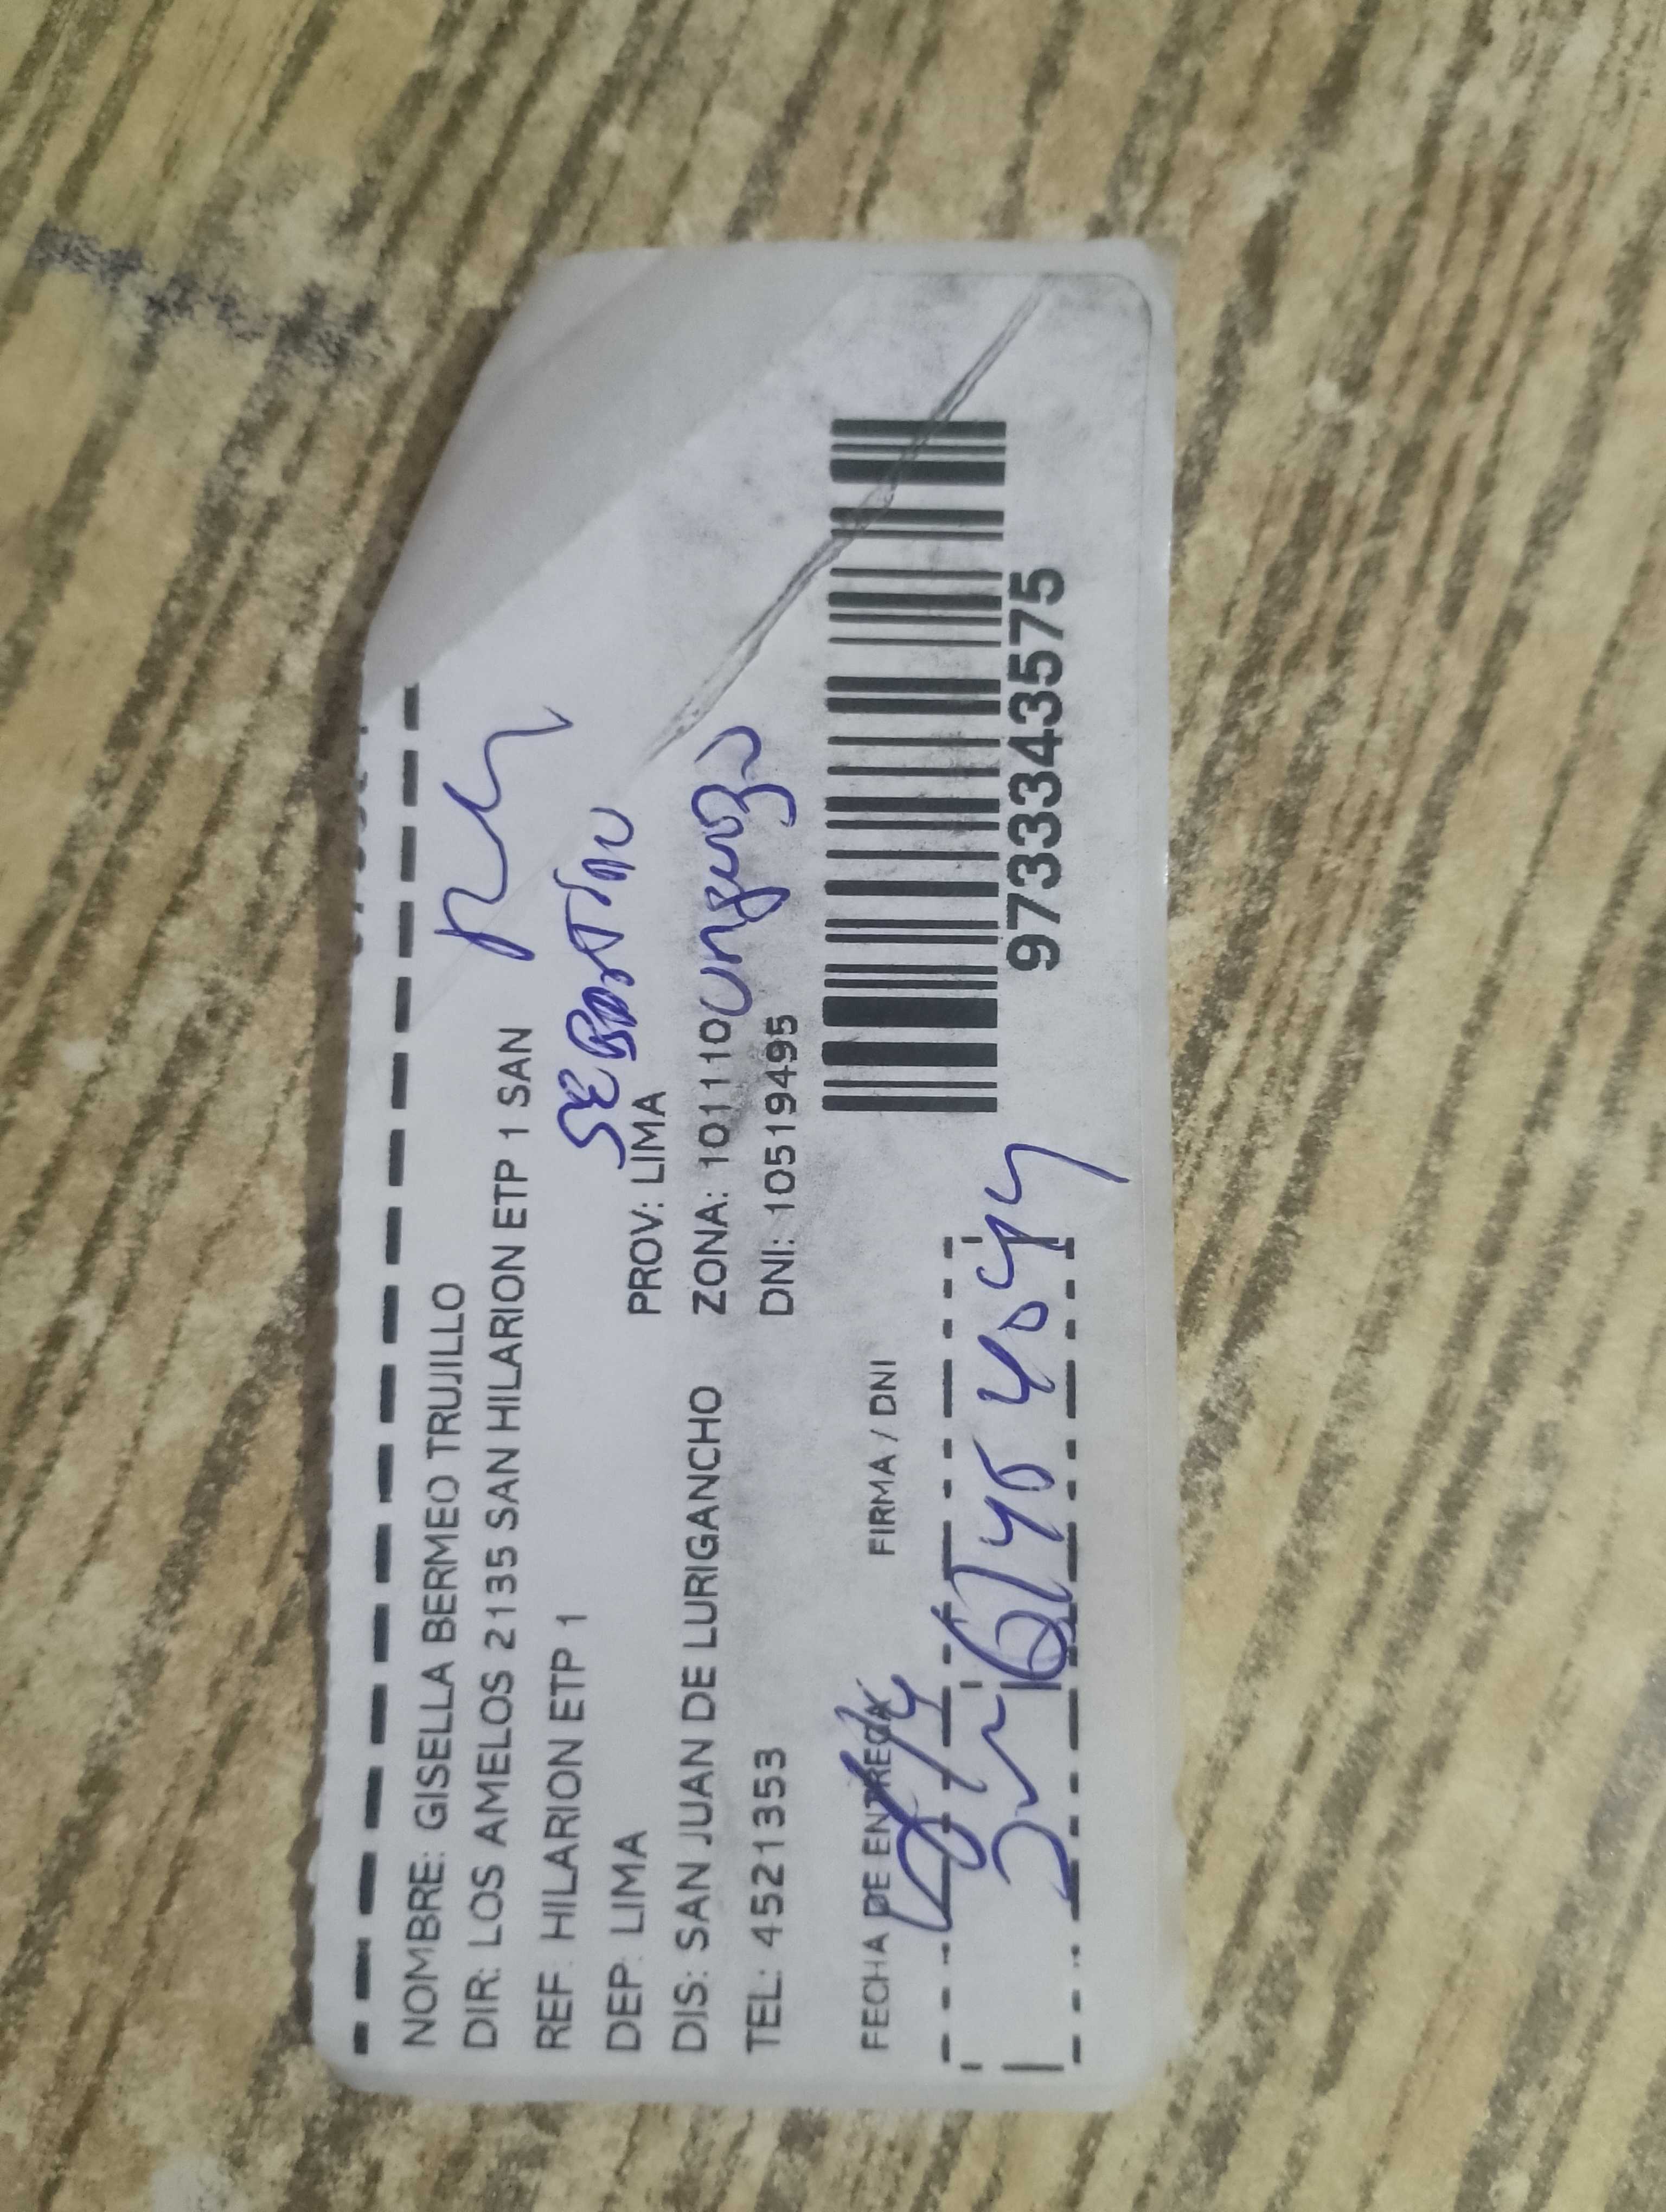 NOMBRE: GISELLA BERMEO TRUJILLO
DIR: LOS AMELOS 2135 SAN HILARION ETP 1 SAN
REF: HILARION ETP 1
DEP: LIMA PROV: LIMA
SEBASTIAN
DIS: SAN JUAN DE LURIGANCHO ZONA: 101110
TEL: 4521353 DNI: 10519495
FECHA DE ENTREGA FIRMA / DNI
9733343575